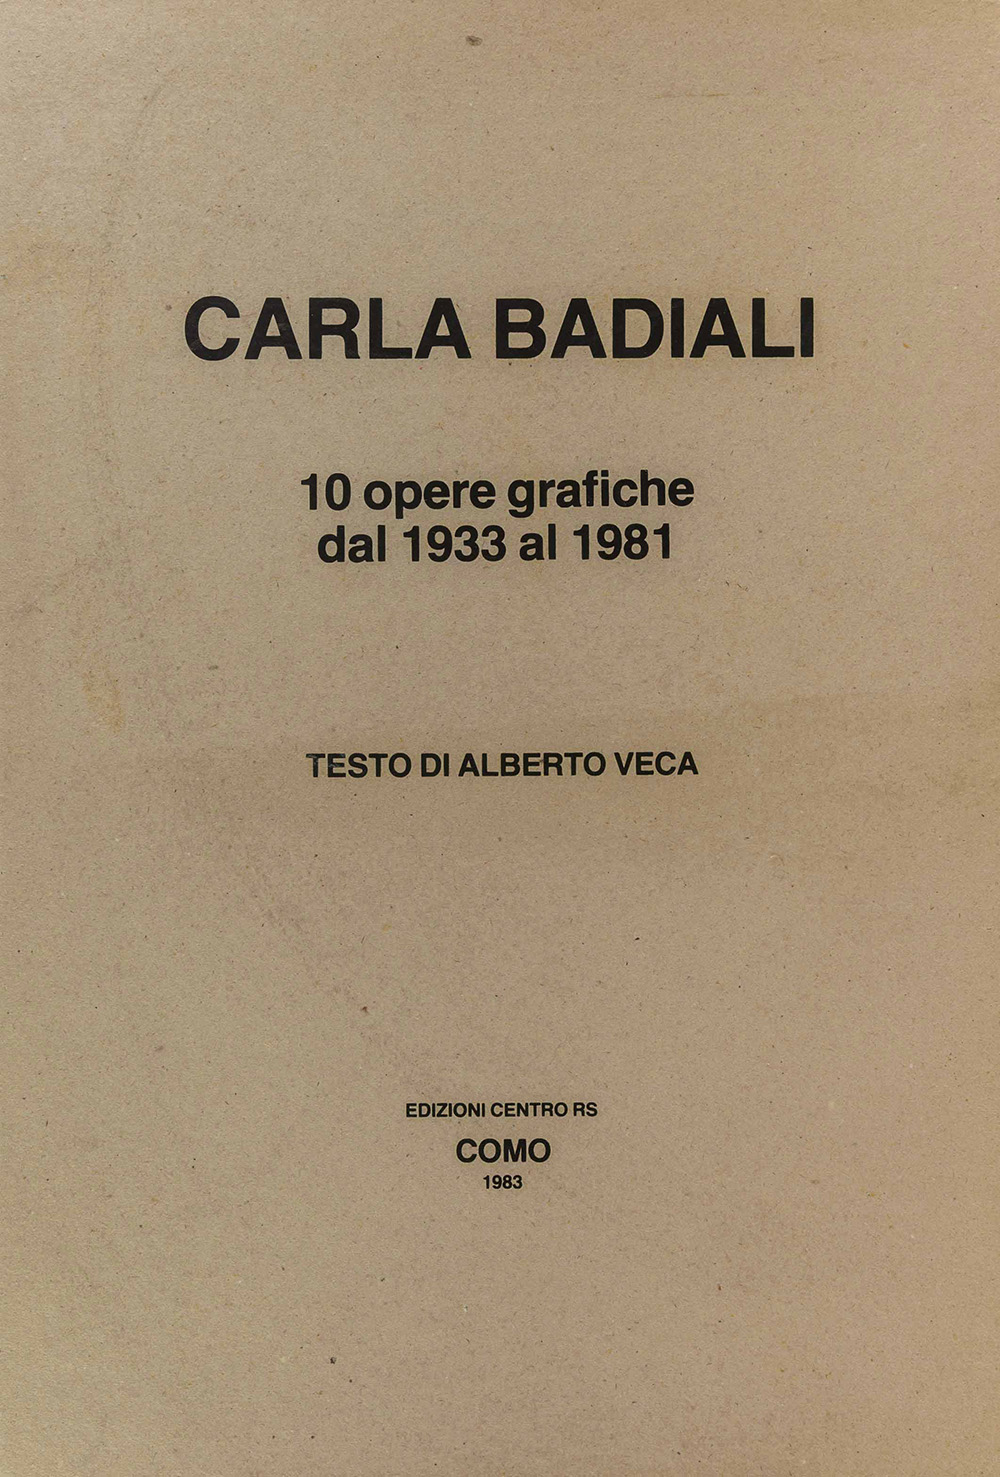 CARLA BADIALI
10 opere grafiche
dal 1933 al 1981
TESTO DI ALBERTO VECA
EDIZIONI CENTRO RS
COMO
1983